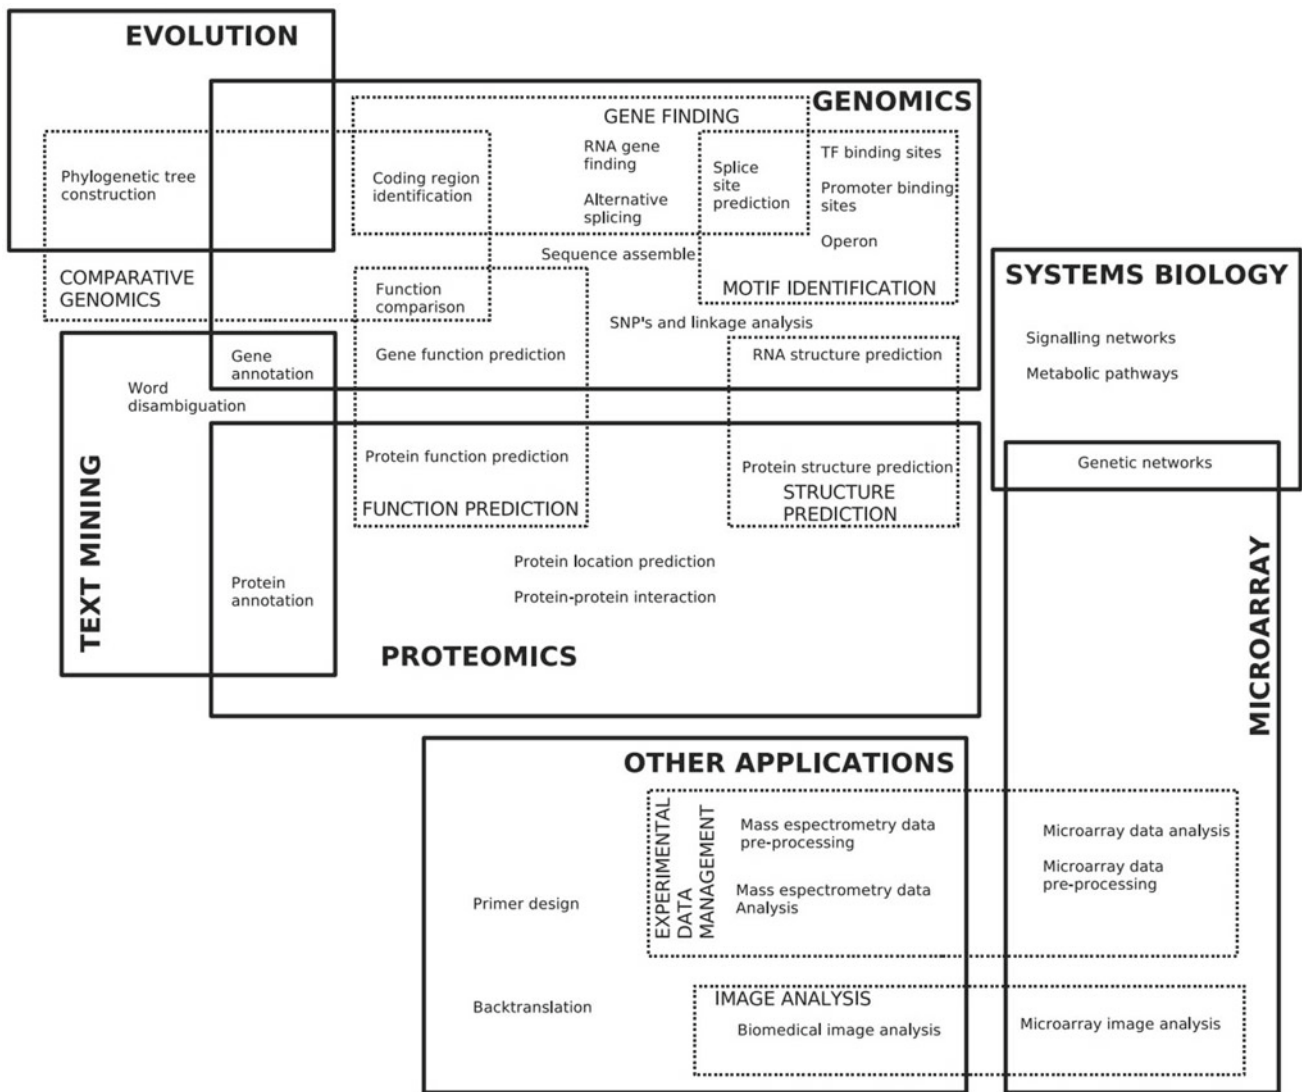 EVOLUTION
GENOMICS
GENE FINDING
RNA gene
finding
Alternative
splicing
Splice
site
prediction
TF binding sites
Promoter binding
sites
Operon
Phylogenetic tree
construction
Coding region
identification
Sequence assemble
MOTIF IDENTIFICATION
COMPARATIVE
GENOMICS
Function
comparison
SNP's and linkage analysis
Gene
annotation
Gene function prediction
RNA structure prediction
SYSTEMS BIOLOGY
Signalling networks
Metabolic pathways
Genetic networks
Word
disambiguation
TEXT MINING
Protein function prediction
FUNCTION PREDICTION
Protein structure prediction
STRUCTURE
PREDICTION
Protein location prediction
Protein-protein interaction
Protein
annotation
PROTEOMICS
MICROARRAY
OTHER APPLICATIONS
EXPERIMENTAL
DATA
MANAGEMENT
Mass espectrometry data
pre-processing
Mass espectrometry data
Analysis
Microarray data analysis
Microarray data
pre-processing
Primer design
Backtranslation
IMAGE ANALYSIS
Biomedical image analysis
Microarray image analysis